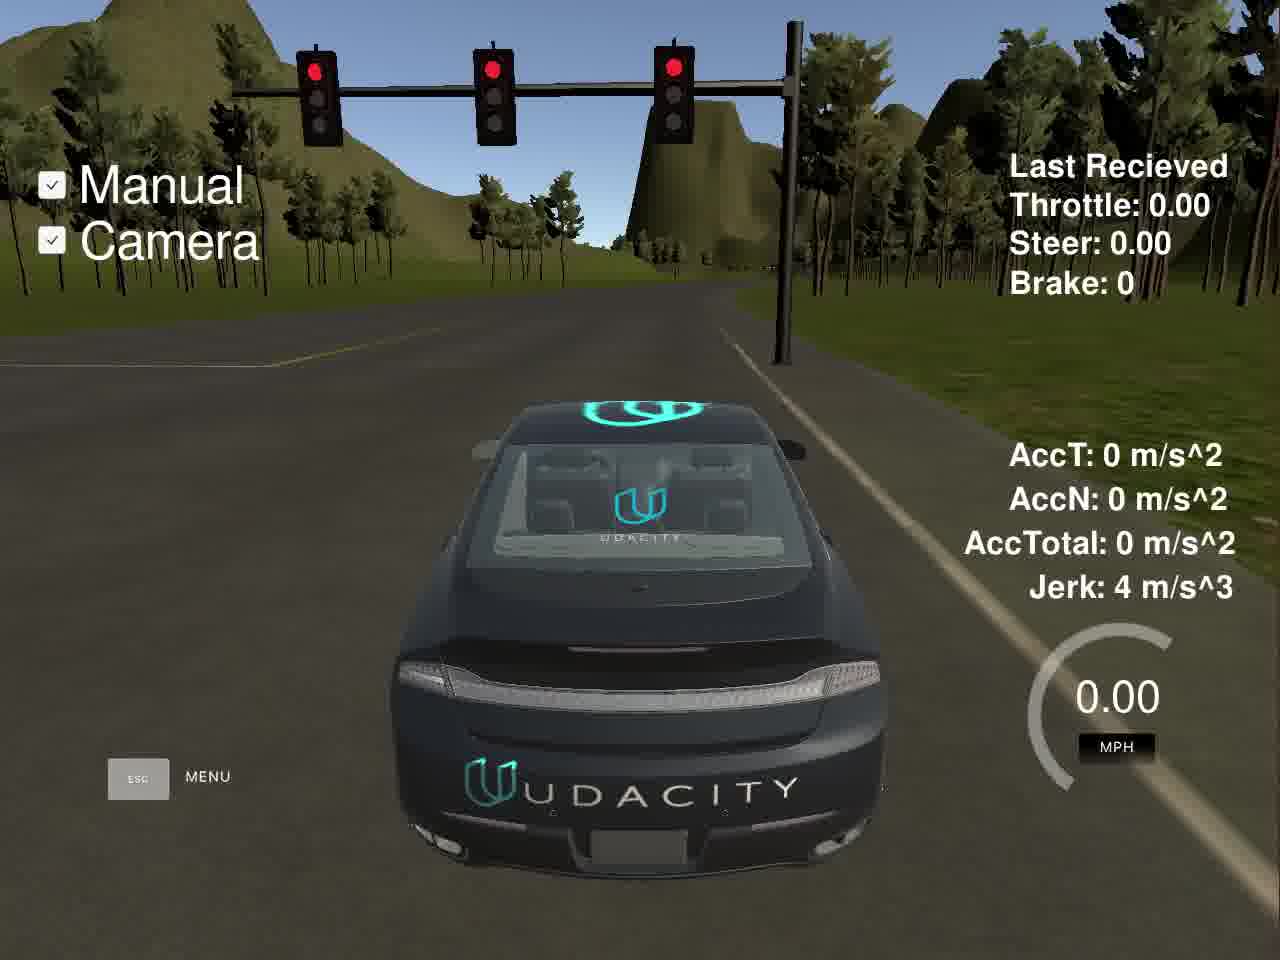 Manual
Camera
Last Recieved
Throttle: 0.00
Steer: 0.00
Brake: 0
AccT: 0 m/s^2
AccN: 0 m/s^2
AccTotal: 0 m/s^2
Jerk: 4 m/s^3
UDACITY
0.00
MPH
ESC
MENU
UDACITY